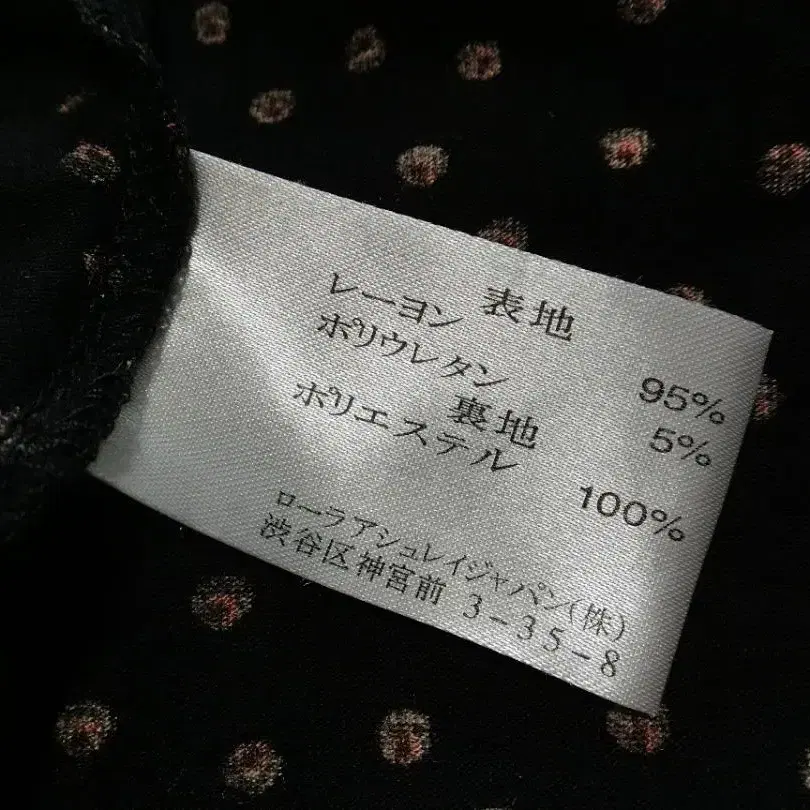 表地
レーヨン 95%
ポリウレタン 5%
裏地
ポリエステル 100%
ローラアシュレイジャパン(株)
渋谷区神宮前 3-35-8